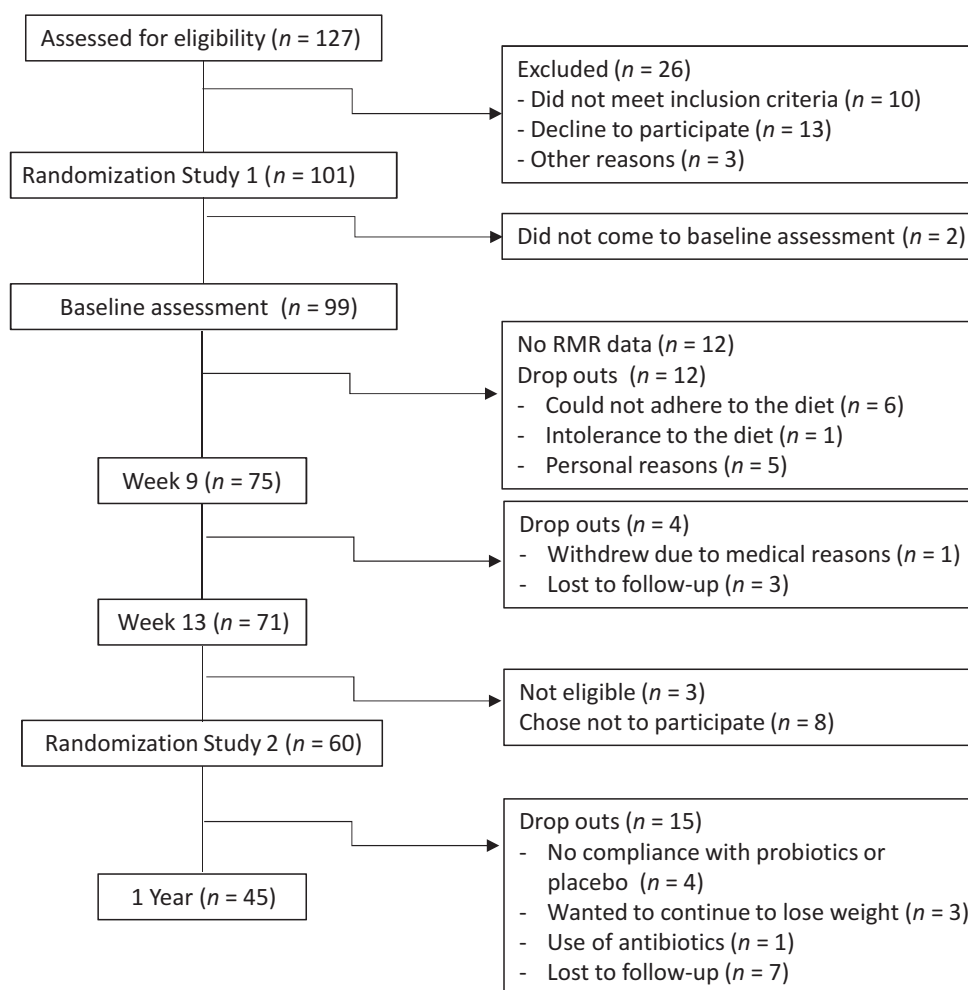 Assessed for eligibility (n = 127)
Excluded (n = 26)
- Did not meet inclusion criteria (n = 10)
- Decline to participate (n = 13)
- Other reasons (n = 3)
Randomization Study 1 (n = 101)
Did not come to baseline assessment (n = 2)
Baseline assessment (n = 99)
No RMR data (n = 12)
Drop outs (n = 12)
- Could not adhere to the diet (n = 6)
- Intolerance to the diet (n = 1)
- Personal reasons (n = 5)
Week 9 (n = 75)
Drop outs (n = 4)
- Withdrew due to medical reasons (n = 1)
- Lost to follow-up (n = 3)
Week 13 (n = 71)
Not eligible (n = 3)
Chose not to participate (n = 8)
Randomization Study 2 (n = 60)
Drop outs (n = 15)
- No compliance with probiotics or
placebo (n = 4)
- Wanted to continue to lose weight (n = 3)
- Use of antibiotics (n = 1)
- Lost to follow-up (n = 7)
1 Year (n = 45)